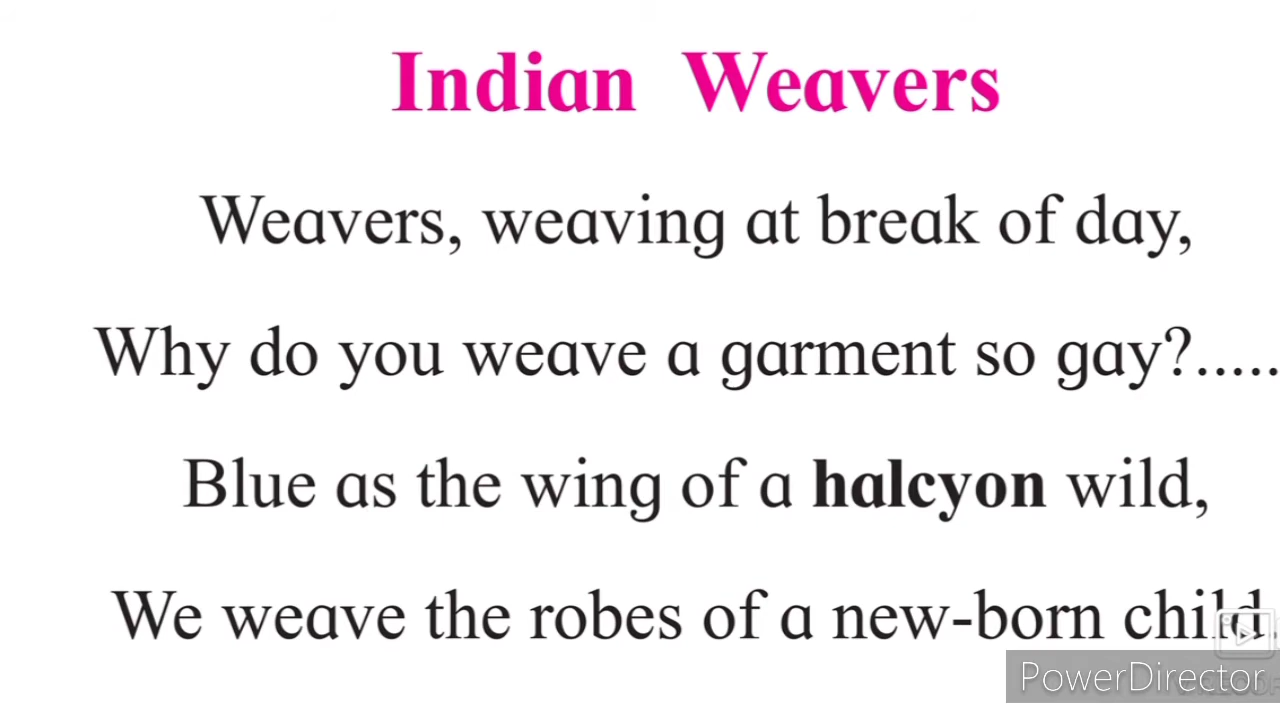 Indian Weavers
Weavers, weaving at break of day,
Why do you weave a garment so gay?.....
Blue as the wing of a halcyon wild,
We weave the robes of a new-born child
PowerDirector